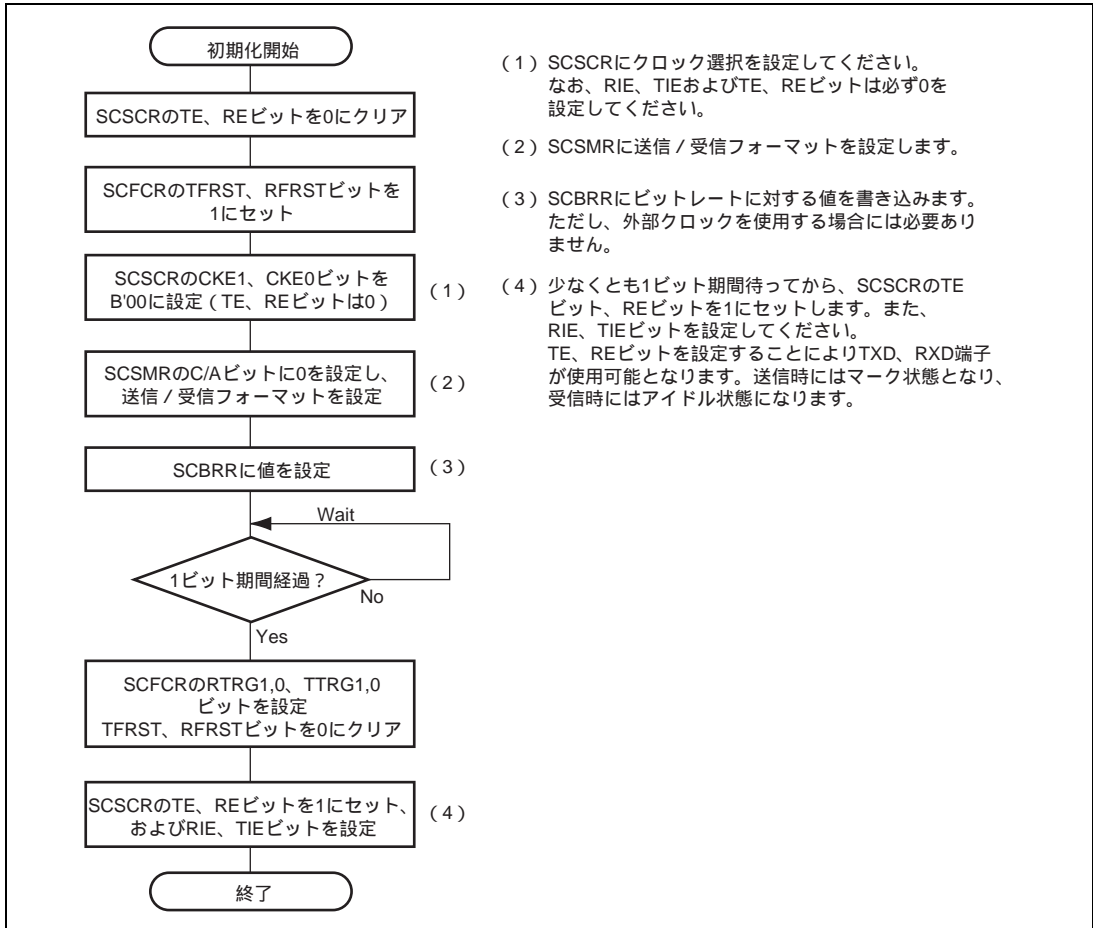 初期化開始
SCSCRのTE、REビットを0にクリア
SCFCRのTFRST、RFRSTビットを
1にセット
SCSCRのCKE1、CKE0ビットを
B'00に設定（TE、REビットは0）
（1）
SCSMRのC/Aビットに0を設定し、
送信／受信フォーマットを設定
（2）
SCBRRに値を設定
（3）
Wait
1ビット期間経過？
No
Yes
SCFCRのRTRG1,0、TTRG1,0
ビットを設定
TFRST、RFRSTビットを0にクリア
SCSCRのTE、REビットを1にセット、
およびRIE、TIEビットを設定
（4）
終了
（1）SCSCRにクロック選択を設定してください。
なお、RIE、TIEおよびTE、REビットは必ず0を
設定してください。
（2）SCSMRに送信／受信フォーマットを設定します。
（3）SCBRRにビットレートに対する値を書き込みます。
ただし、外部クロックを使用する場合には必要あり
ません。
（4）少なくとも1ビット期間待ってから、SCSCRのTE
ビット、REビットを1にセットします。また、
RIE、TIEビットを設定してください。
TE、REビットを設定することによりTXD、RXD端子
が使用可能となります。送信時にはマーク状態となり、
受信時にはアイドル状態になります。